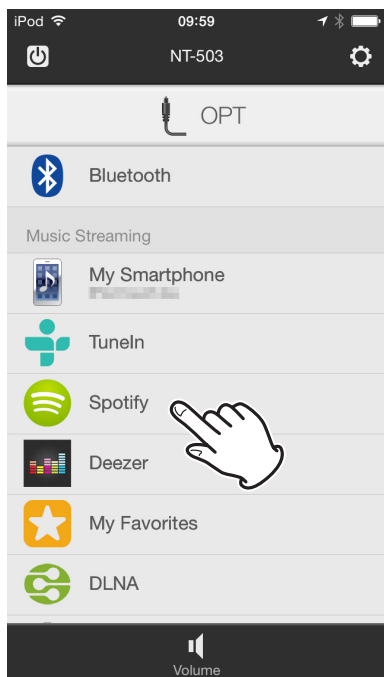 iPod 09:59
NT-503
OPT
Bluetooth
Music Streaming
My Smartphone
TuneIn
Spotify
Deezer
My Favorites
DLNA
Volume